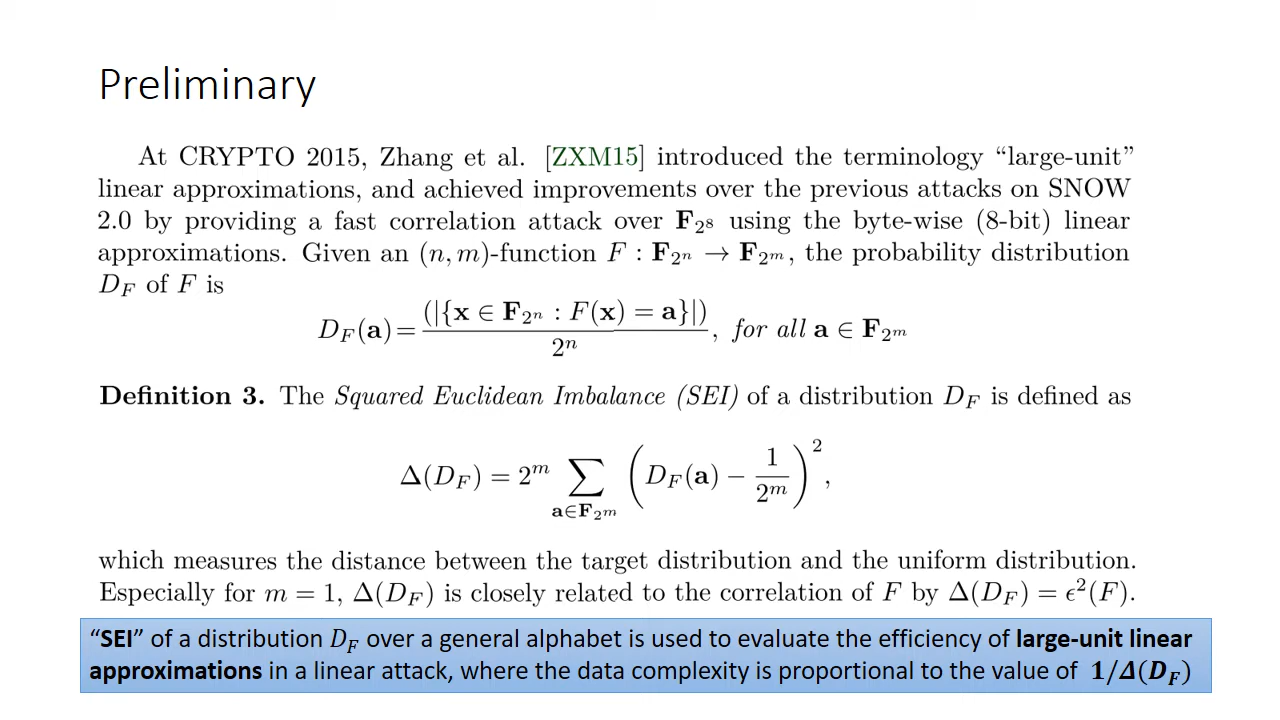 Preliminary
At CRYPTO 2015, Zhang et al. [ZXM15] introduced the terminology “large-unit”
linear approximations, and achieved improvements over the previous attacks on SNOW
2.0 by providing a fast correlation attack over F_{2^8} using the byte-wise (8-bit) linear
approximations. Given an (n, m)-function F : F_{2^n} → F_{2^m}, the probability distribution
D_F of F is
D_F(a) = \frac{(|{x ∈ F_{2^n} : F(x) = a}|)}{2^n}, for all a ∈ F_{2^m}
Definition 3. The Squared Euclidean Imbalance (SEI) of a distribution D_F is defined as
Δ(D_F) = 2^m \sum_{a∈F_{2^m}} \left( D_F(a) − \frac{1}{2^m} \right)^2,
which measures the distance between the target distribution and the uniform distribution.
Especially for m = 1, Δ(D_F) is closely related to the correlation of F by Δ(D_F) = ϵ^2(F).
“SEI” of a distribution D_F over a general alphabet is used to evaluate the efficiency of large-unit linear
approximations in a linear attack, where the data complexity is proportional to the value of 1/Δ(D_F)